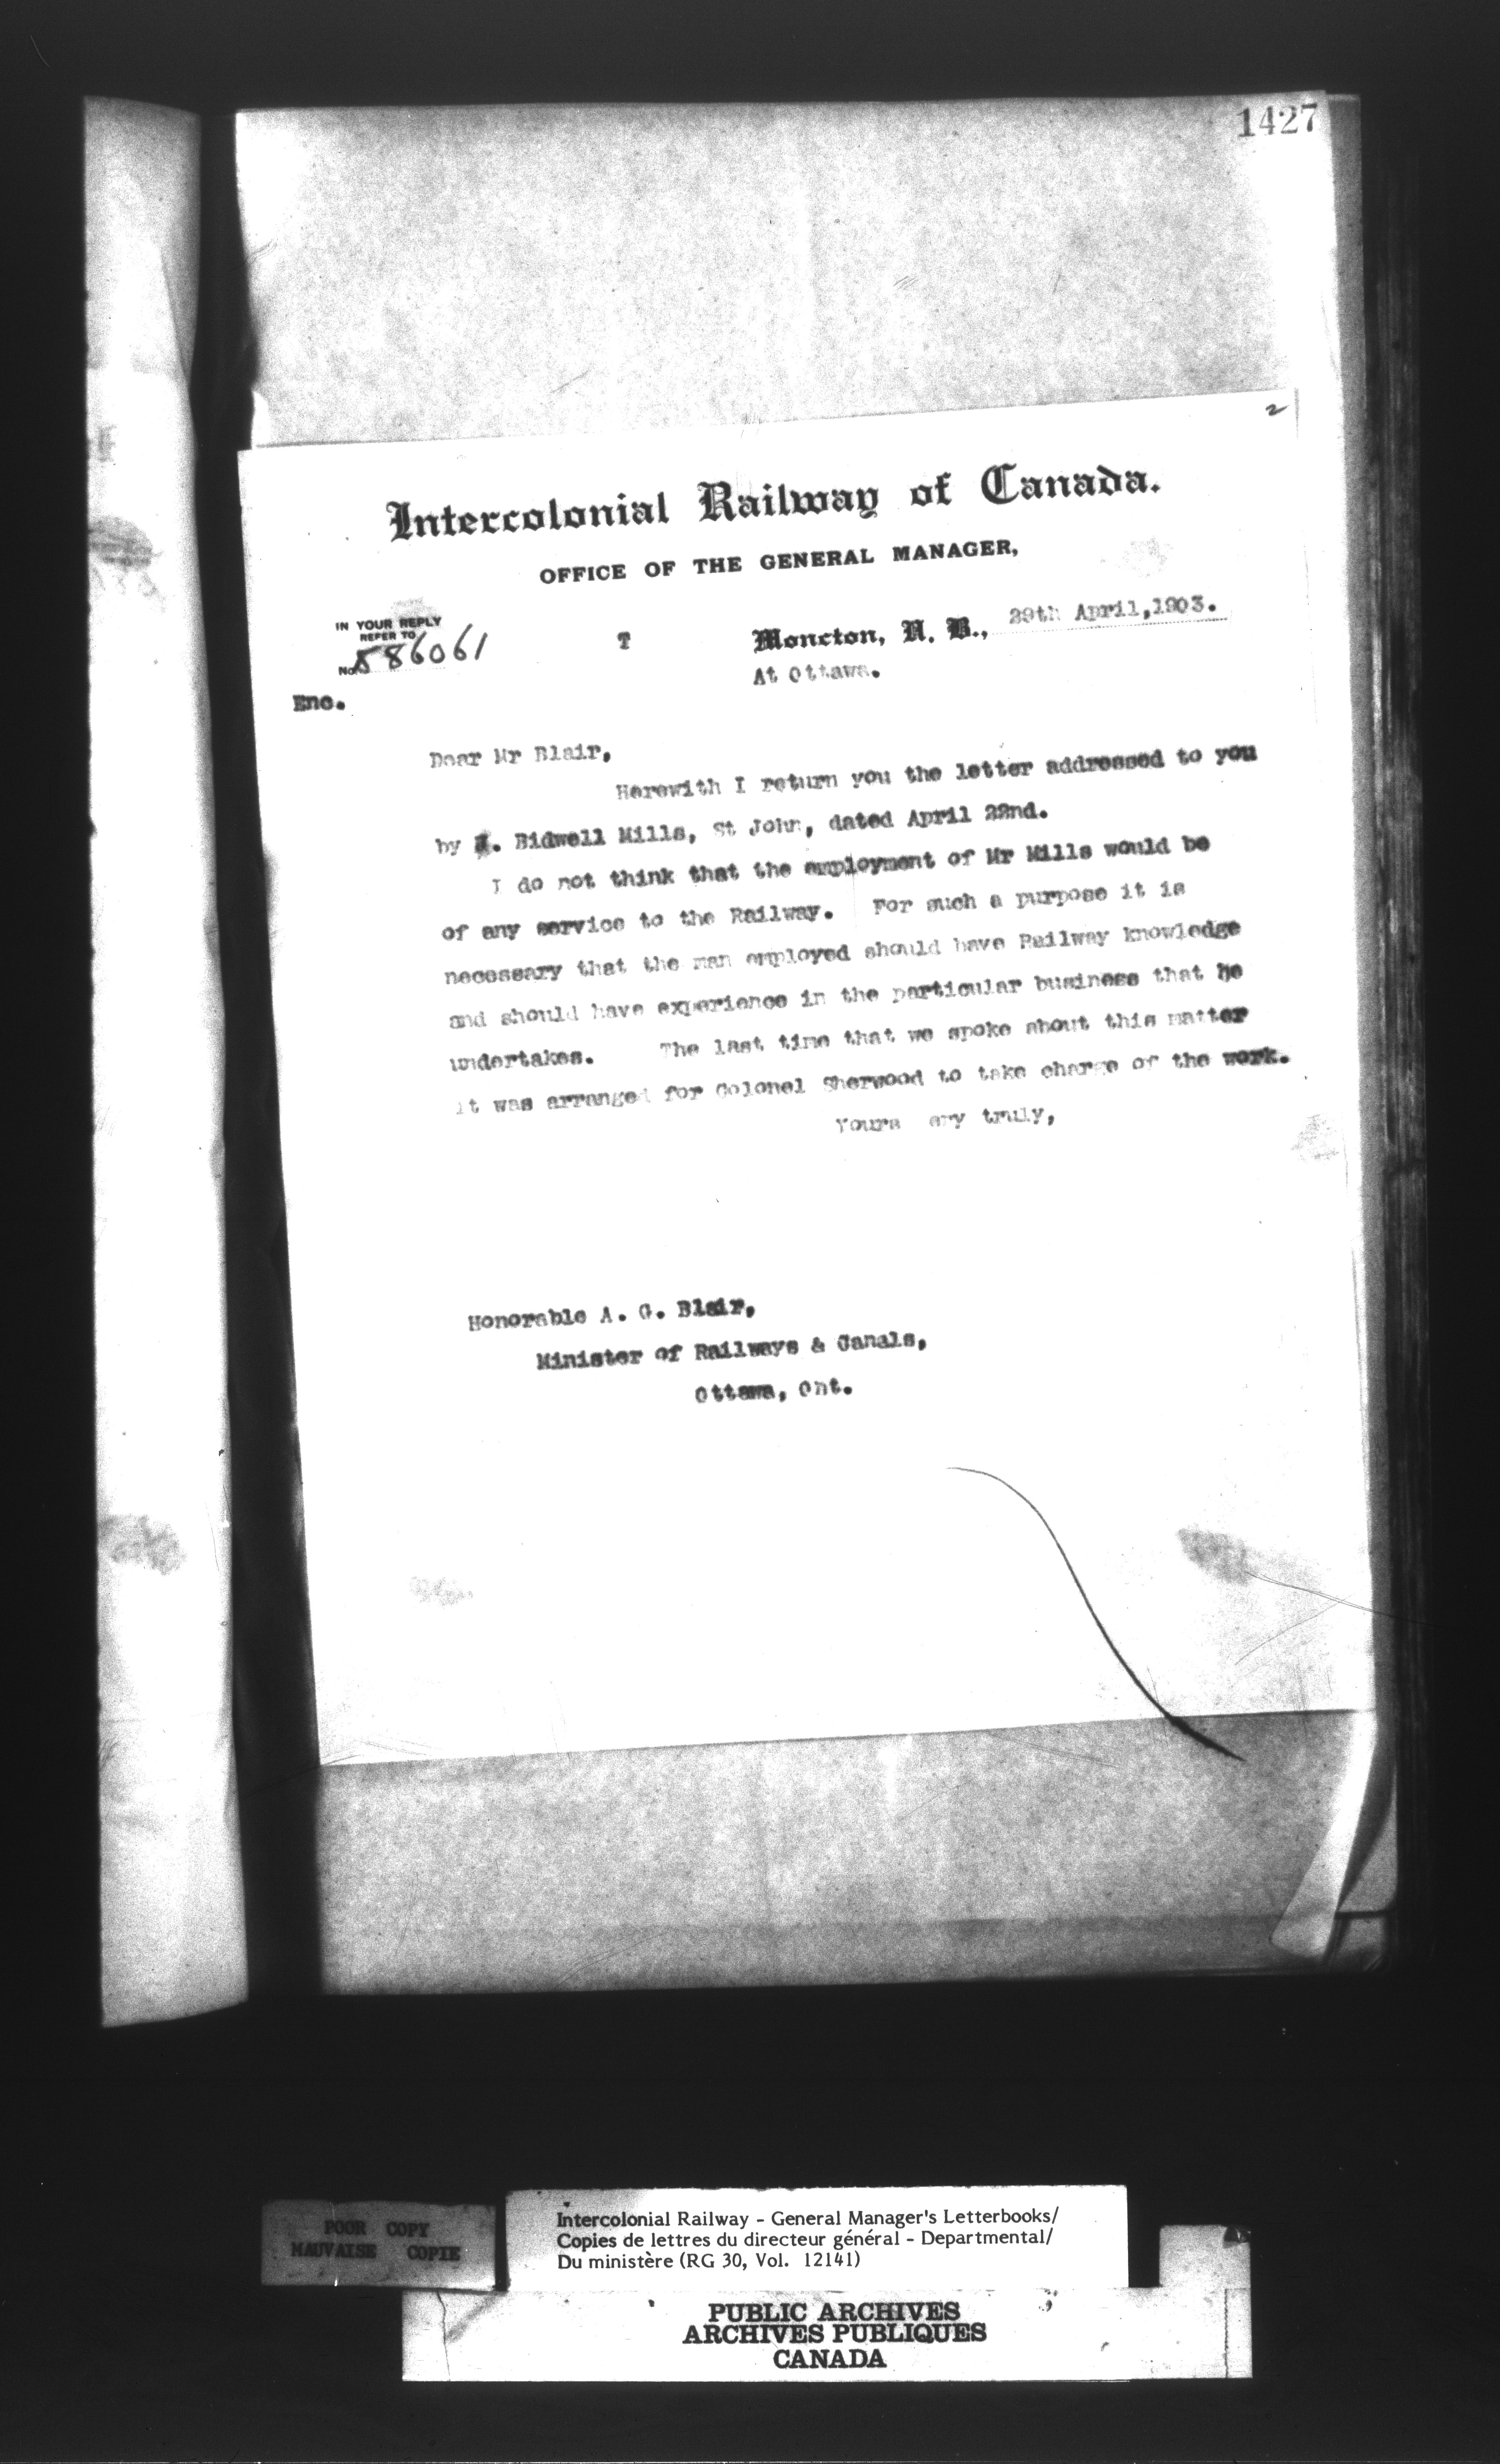 1427
2
Intercolonial Railway of Canada.
OFFICE OF THE GENERAL MANAGER,
IN YOUR REPLY
REFER TO
No. 586061
T
Moncton, N. B., 29th April, 1903.
At Ottawa.
Enc.
Dear Mr Blair,
Herewith I return you the letter addressed to you
by . Bidwell Mills, St John, dated April 22nd.
I do not think that the employment of Mr Mills would be
of any service to the Railway. For such a purpose it is
necessary that the man employed should have Railway knowledge
and should have experience in the particular business that he
undertakes. The last time that we spoke about this matter
it was arranged for Colonel Sherwood to take charge of the work.
Yours ery truly,
Honorable A. G. Blair,
Minister of Railways & Canals,
Ottawa, Ont.
POOR COPY
MAUVAISE COPIE
Intercolonial Railway - General Manager's Letterbooks/
Copies de lettres du directeur général - Departmental/
Du ministère (RG 30, Vol. 12141)
PUBLIC ARCHIVES
ARCHIVES PUBLIQUES
CANADA